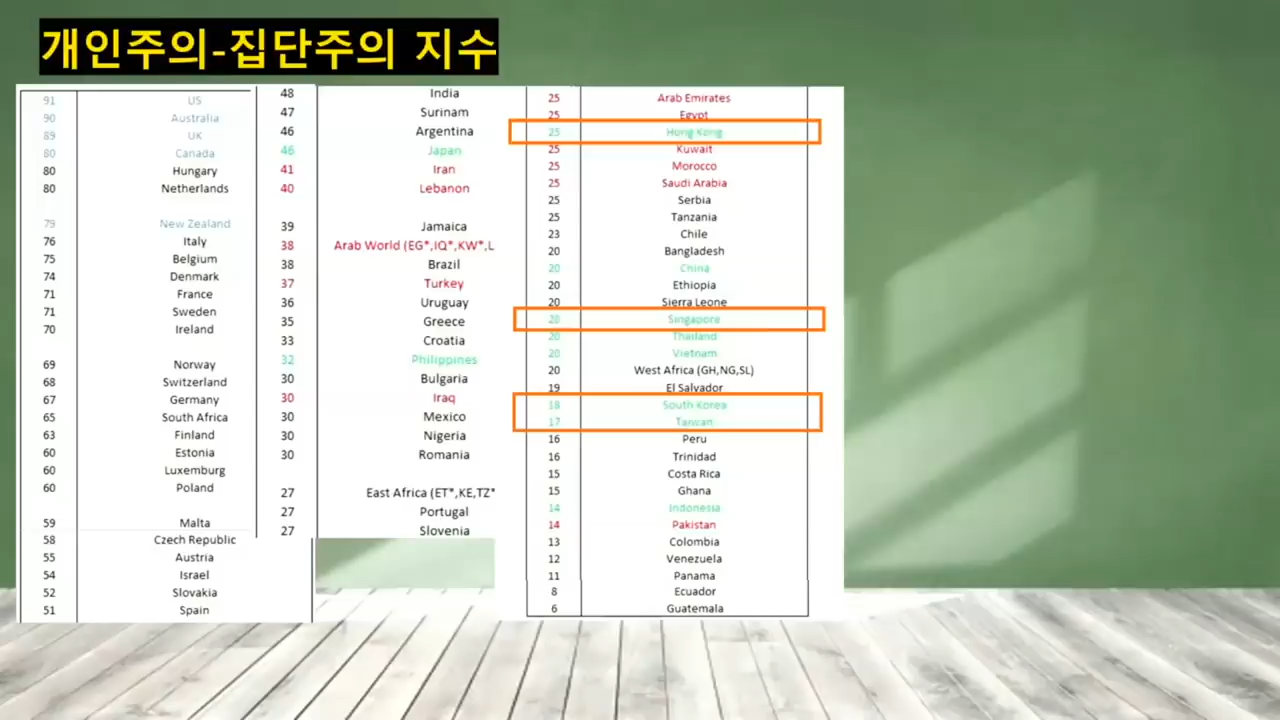 개인주의-집단주의 지수
91 US
90 Australia
89 UK
80 Canada
80 Hungary
80 Netherlands
79 New Zealand
76 Italy
75 Belgium
74 Denmark
71 France
71 Sweden
70 Ireland
69 Norway
68 Switzerland
67 Germany
65 South Africa
63 Finland
60 Estonia
60 Luxemburg
60 Poland
59 Malta
58 Czech Republic
55 Austria
54 Israel
52 Slovakia
51 Spain
48 India
47 Surinam
46 Argentina
46 Japan
41 Iran
40 Lebanon
39 Jamaica
38 Arab World (EG*,IQ*,KW*,L
38 Brazil
37 Turkey
36 Uruguay
35 Greece
33 Croatia
32 Philippines
30 Bulgaria
30 Iraq
30 Mexico
30 Nigeria
30 Romania
27 East Africa (ET*,KE,TZ*
27 Portugal
27 Slovenia
25 Arab Emirates
25 Egypt
25 Hong Kong
25 Kuwait
25 Morocco
25 Saudi Arabia
25 Serbia
25 Tanzania
23 Chile
20 Bangladesh
20 China
20 Ethiopia
20 Sierra Leone
20 Singapore
20 Thailand
20 Vietnam
20 West Africa (GH,NG,SL)
19 El Salvador
18 South Korea
17 Taiwan
16 Peru
16 Trinidad
15 Costa Rica
15 Ghana
14 Indonesia
14 Pakistan
13 Colombia
12 Venezuela
11 Panama
8 Ecuador
6 Guatemala